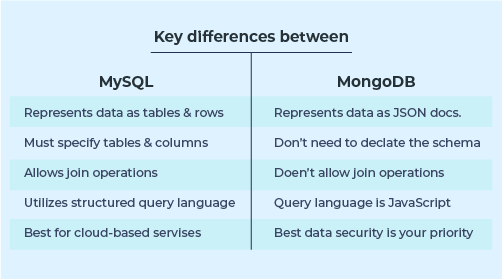 Key differences between
MySQL
MongoDB
Represents data as tables & rows
Represents data as JSON docs.
Must specify tables & columns
Don't need to declate the schema
Allows join operations
Doen't allow join operations
Utilizes structured query language
Query language is JavaScript
Best for cloud-based servises
Best data security is your priority